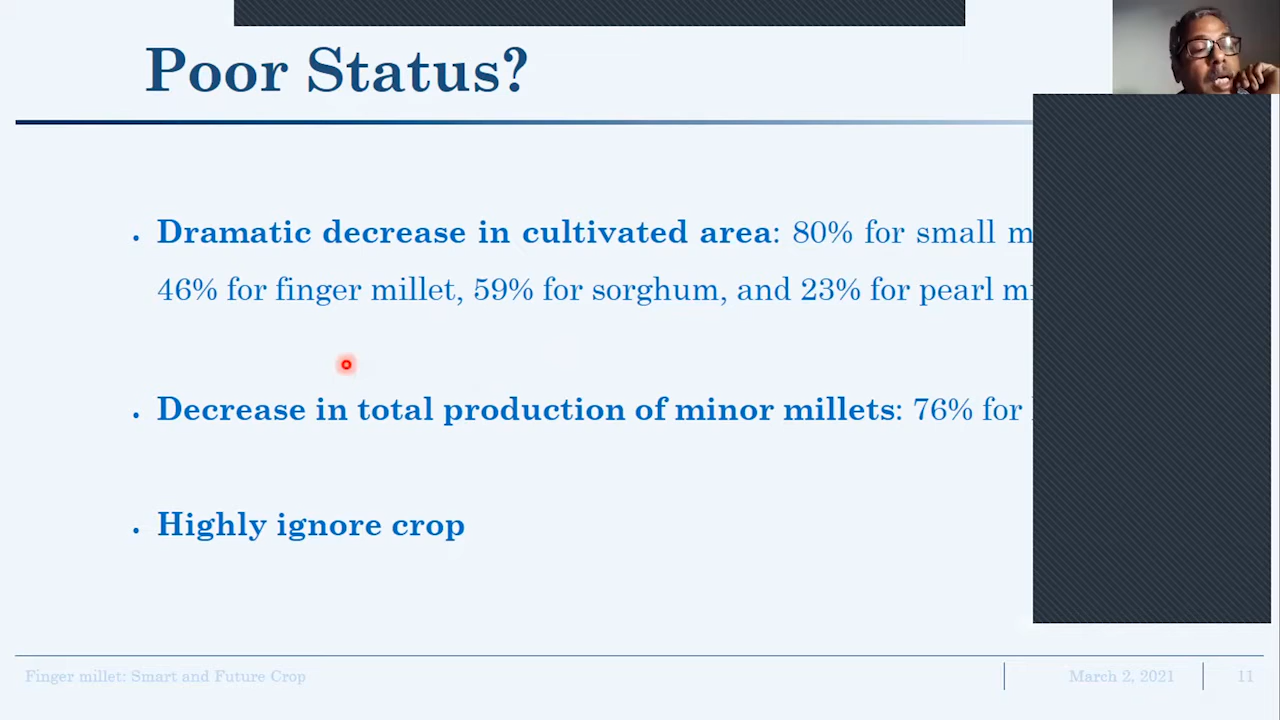 Poor Status?
. Dramatic decrease in cultivated area: 80% for small
46% for finger millet, 59% for sorghum, and 23% for pearl
. Decrease in total production of minor millets: 76% for
. Highly ignore crop
Finger millet: Smart and Future Crop
March 2, 2021
11